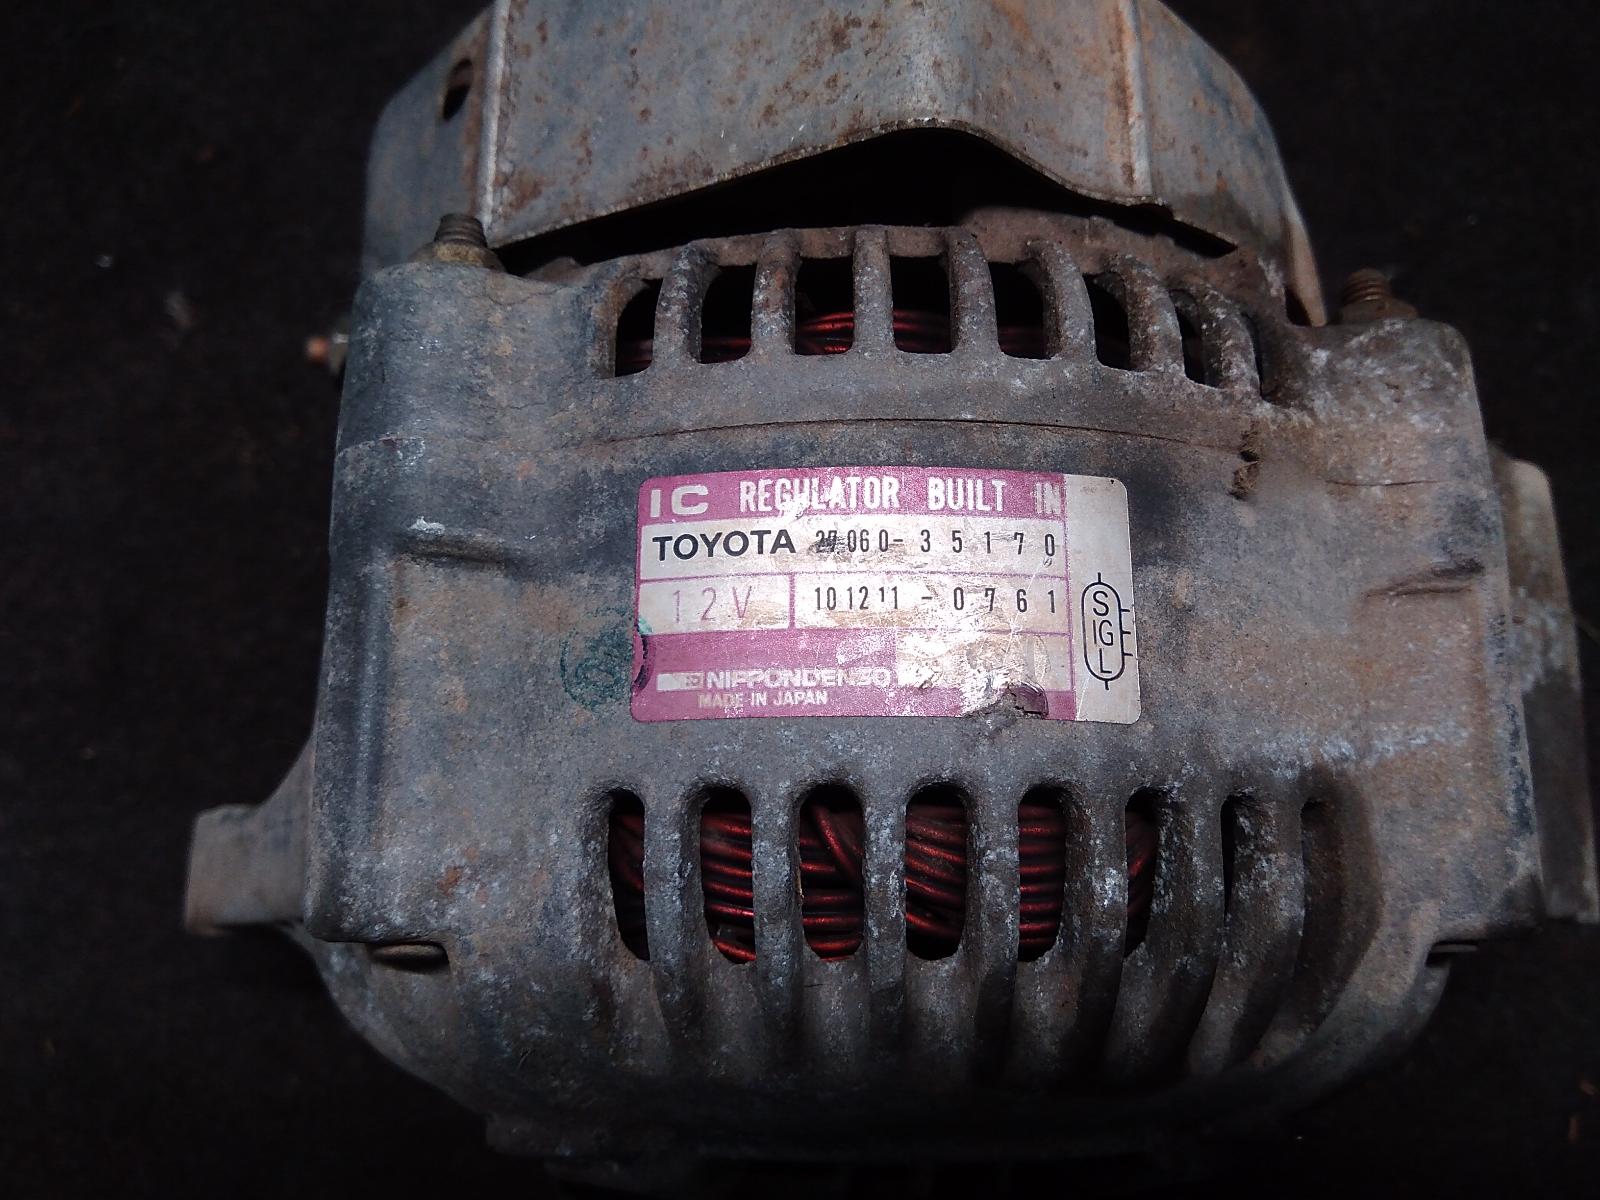 IC REGULATOR BUILT IN
TOYOTA 27060-35170
12V 101211-0761
NIPPONDENSO
MADE IN JAPAN
S
IG
L